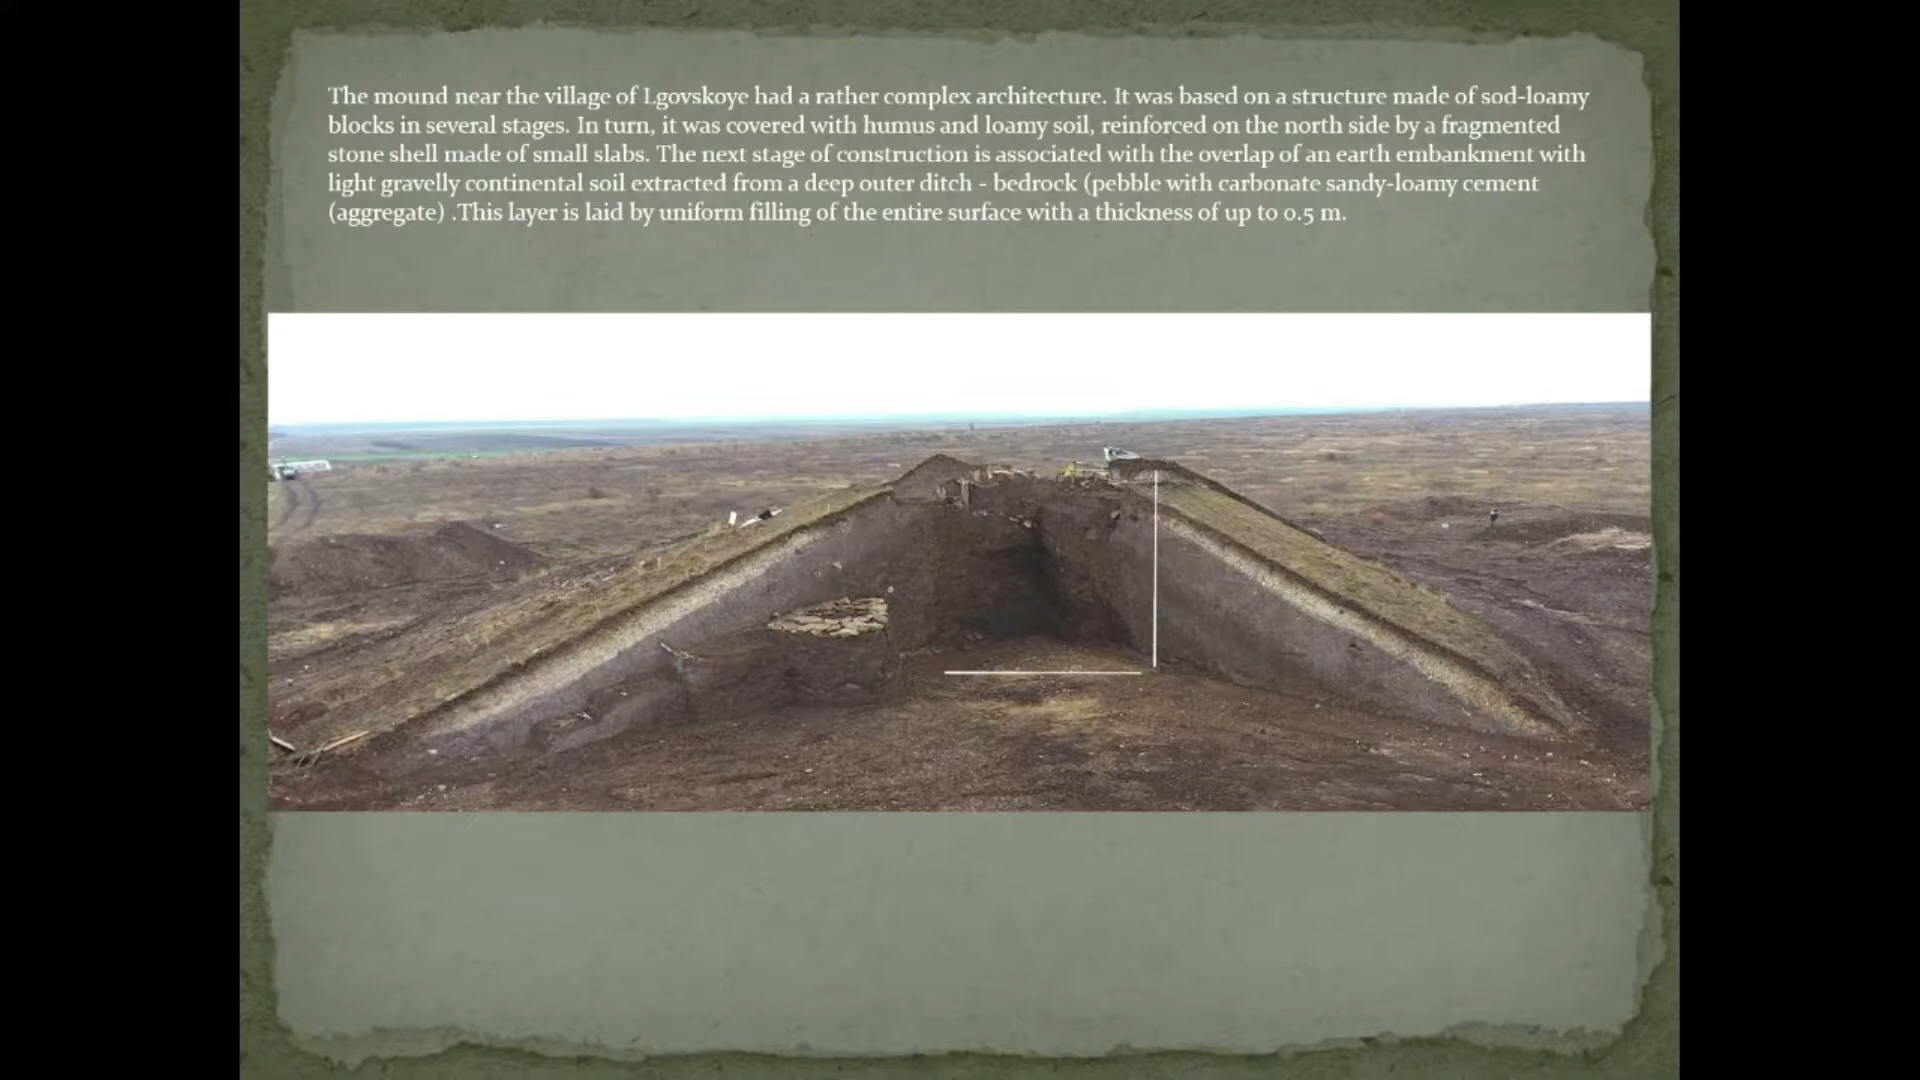 The mound near the village of Lgovskoye had a rather complex architecture. It was based on a structure made of sod-loamy
blocks in several stages. In turn, it was covered with humus and loamy soil, reinforced on the north side by a fragmented
stone shell made of small slabs. The next stage of construction is associated with the overlap of an earth embankment with
light gravelly continental soil extracted from a deep outer ditch - bedrock (pebble with carbonate sandy-loamy cement
(aggregate) .This layer is laid by uniform filling of the entire surface with a thickness of up to 0.5 m.